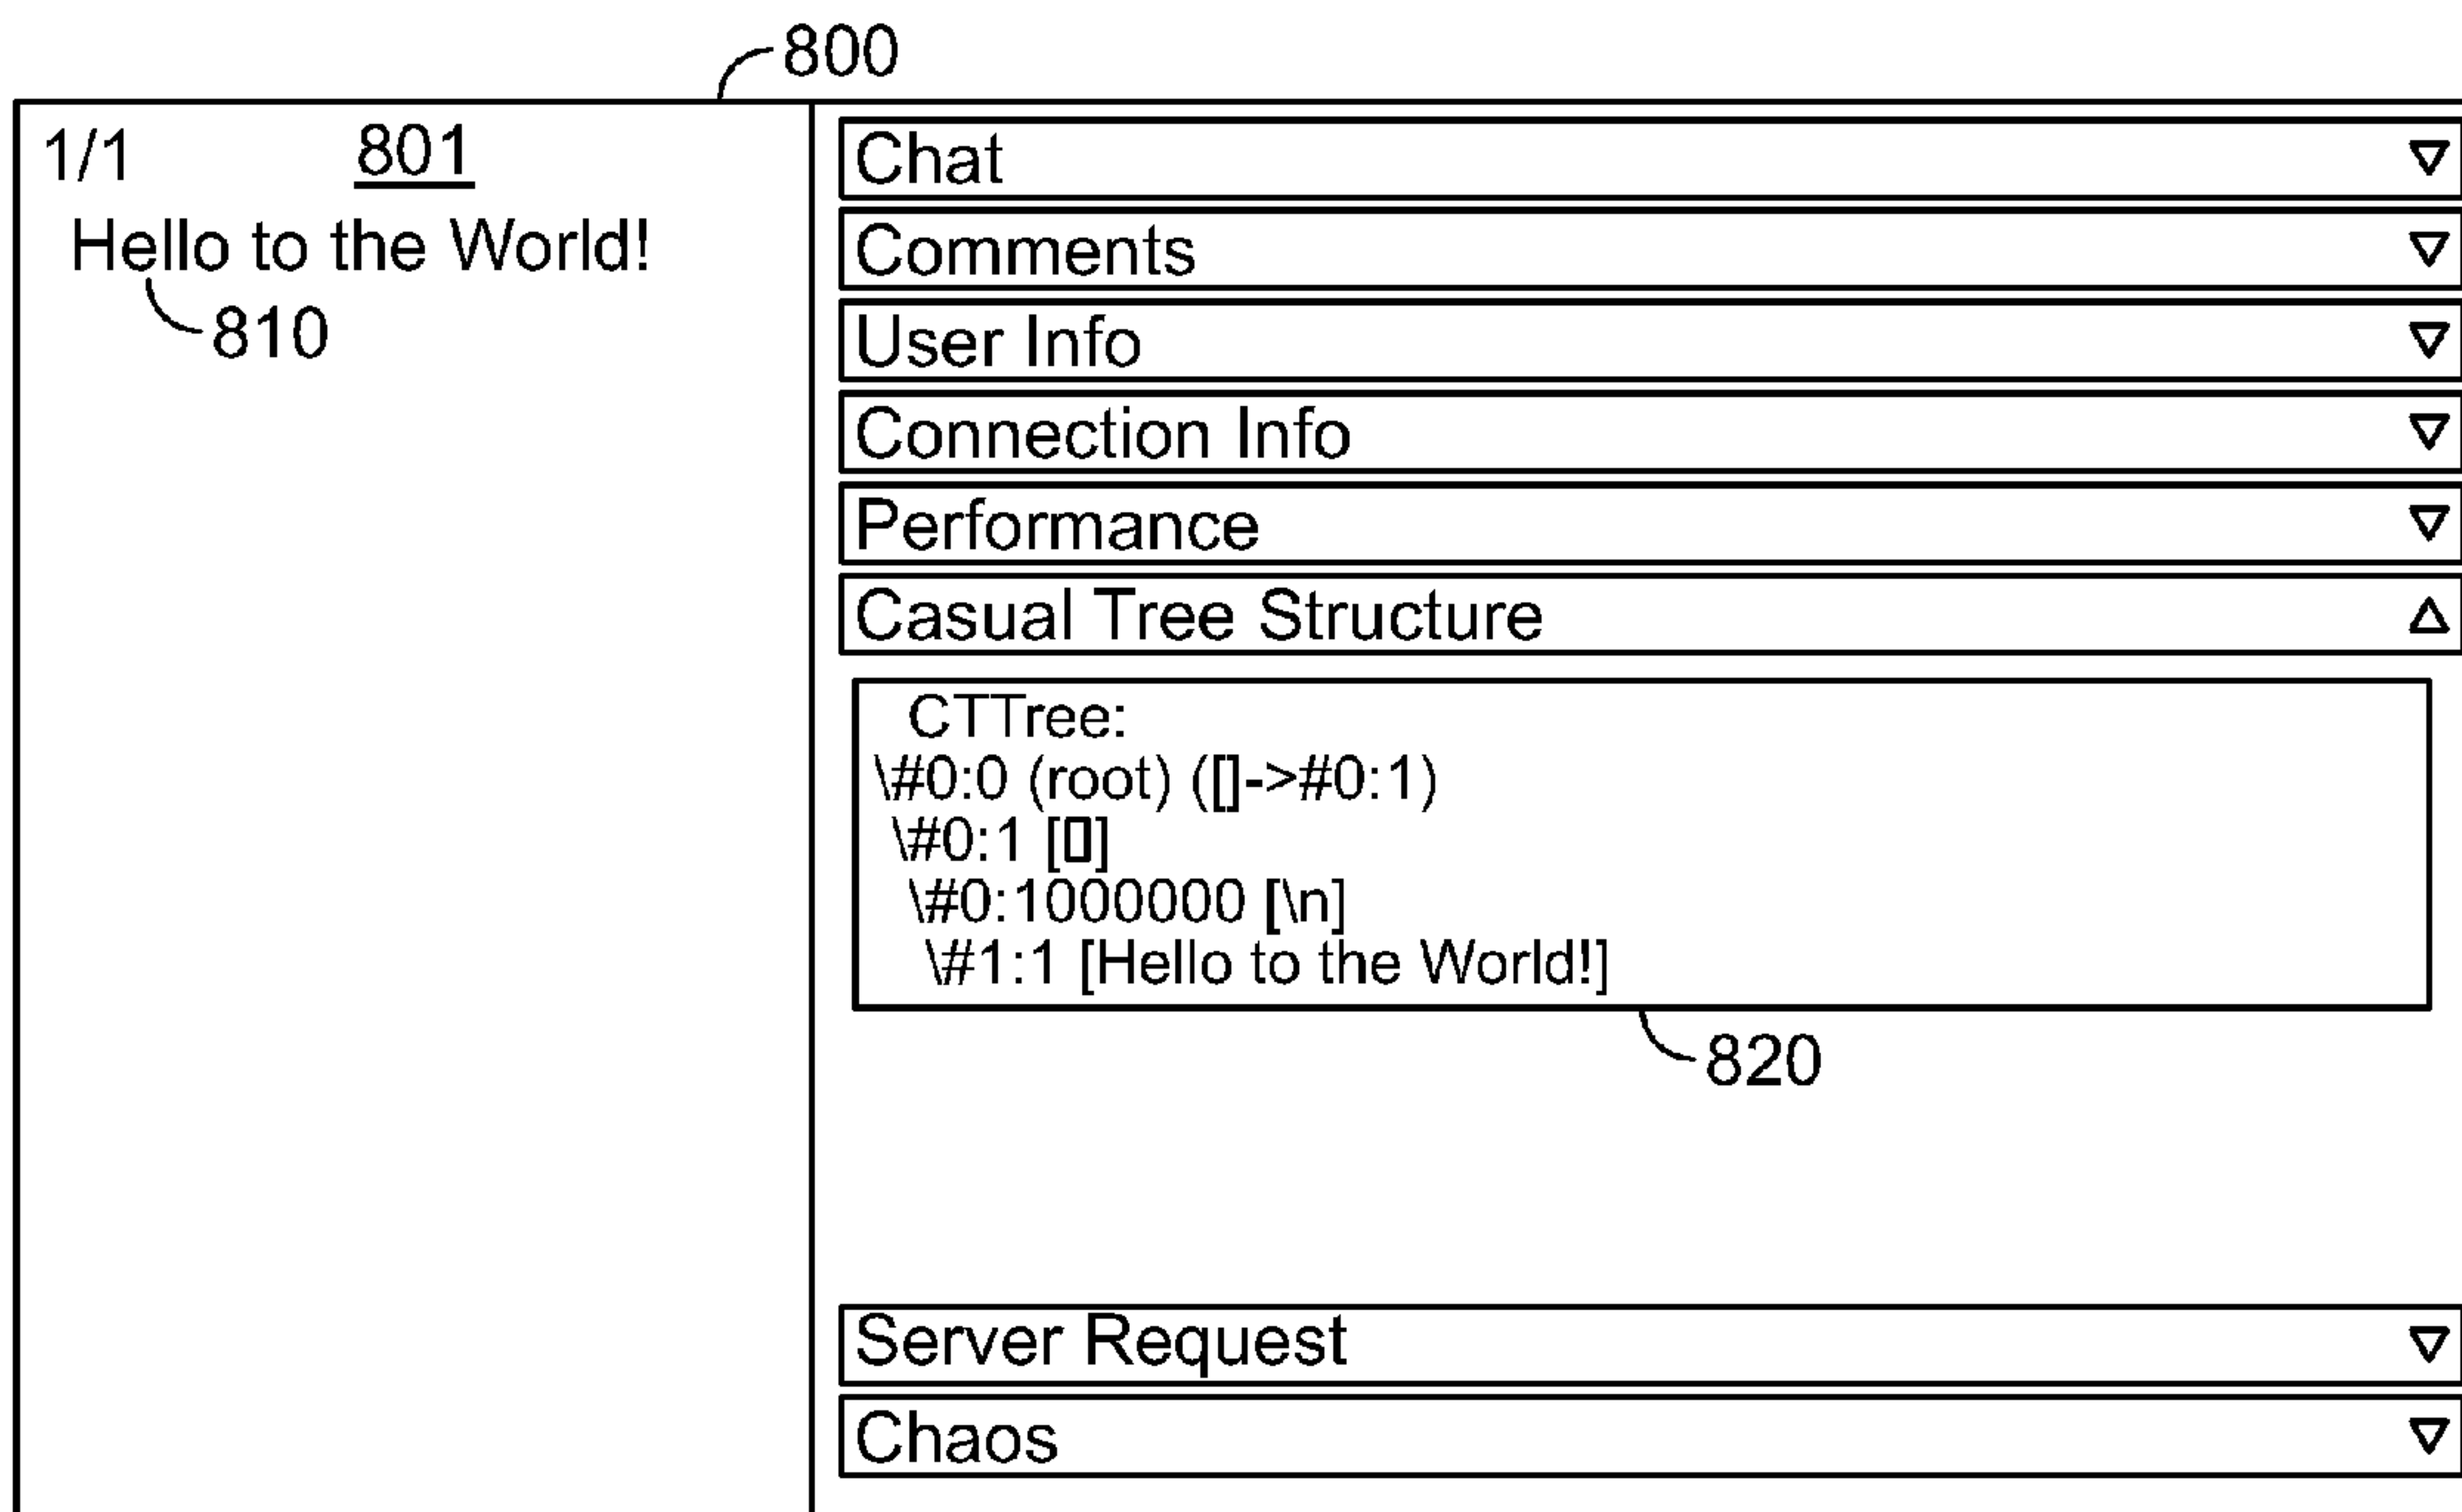 800
1/1
801
Hello to the World!
810
Chat
Comments
User Info
Connection Info
Performance
Casual Tree Structure
CTTree:
\#0:0 (root) ([]->#0:1)
\#0:1 [▯]
\#0:1000000 [\n]
\#1:1 [Hello to the World!]
820
Server Request
Chaos